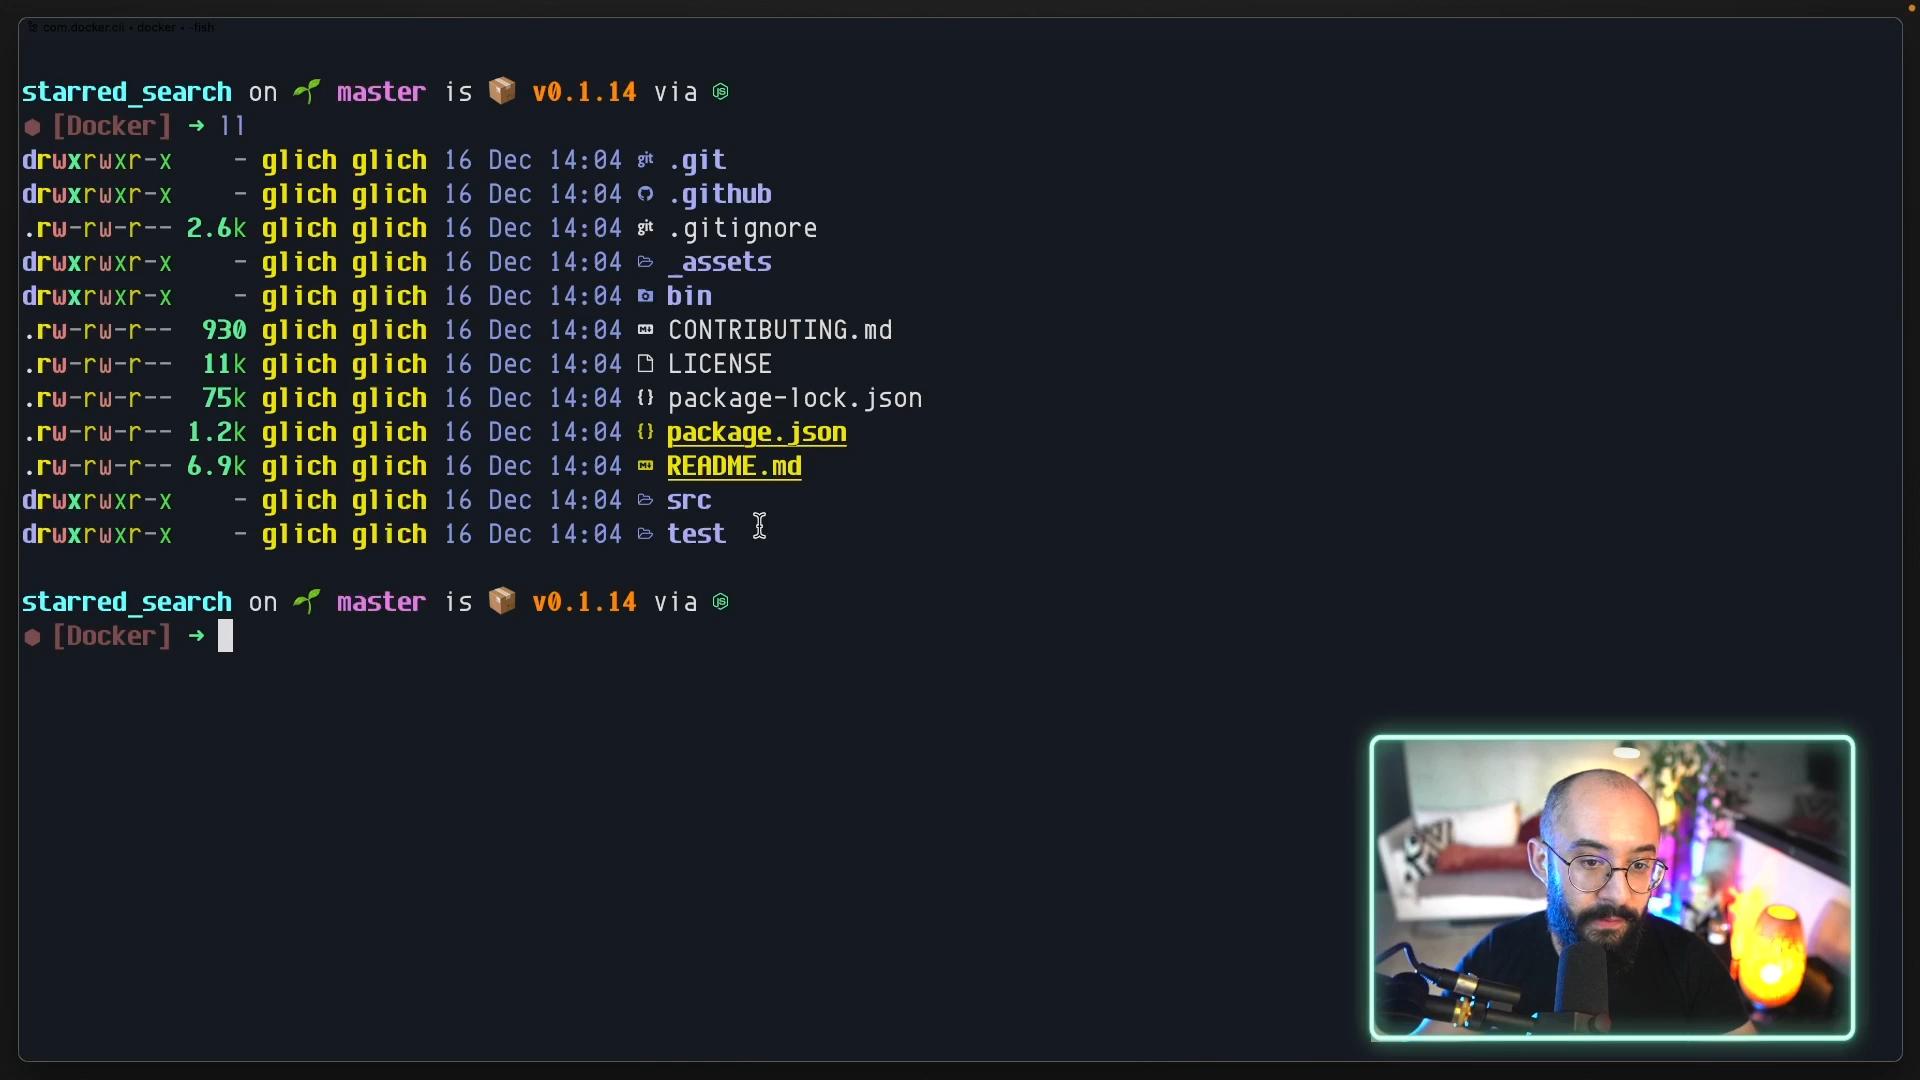 com.docker.cli • docker • -fish
starred_search on master is v0.1.14 via
[Docker] → ll
drwxrwxr-x - glich glich 16 Dec 14:04 git .git
drwxrwxr-x - glich glich 16 Dec 14:04 .github
.rw-rw-r-- 2.6k glich glich 16 Dec 14:04 git .gitignore
drwxrwxr-x - glich glich 16 Dec 14:04 _assets
drwxrwxr-x - glich glich 16 Dec 14:04 bin
.rw-rw-r-- 930 glich glich 16 Dec 14:04 CONTRIBUTING.md
.rw-rw-r-- 11k glich glich 16 Dec 14:04 LICENSE
.rw-rw-r-- 75k glich glich 16 Dec 14:04 {} package-lock.json
.rw-rw-r-- 1.2k glich glich 16 Dec 14:04 {} package.json
.rw-rw-r-- 6.9k glich glich 16 Dec 14:04 README.md
drwxrwxr-x - glich glich 16 Dec 14:04 src
drwxrwxr-x - glich glich 16 Dec 14:04 test
starred_search on master is v0.1.14 via
[Docker] →